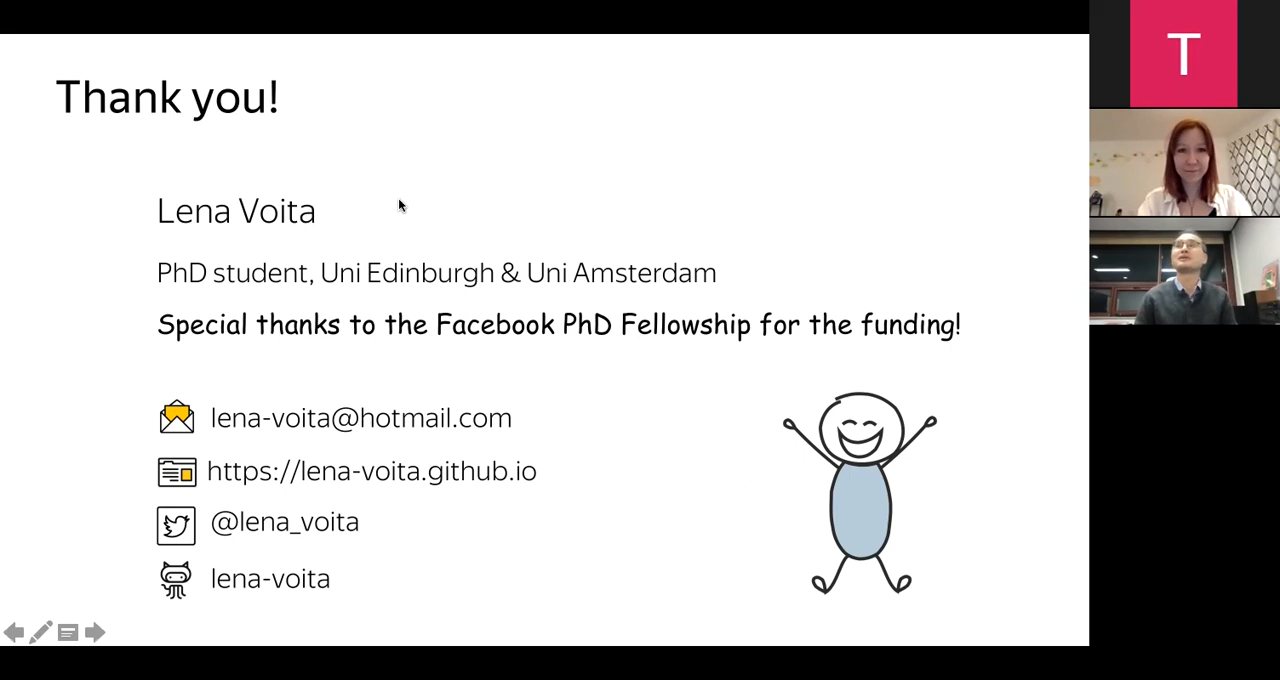 Thank you!
T
Lena Voita
PhD student, Uni Edinburgh & Uni Amsterdam
Special thanks to the Facebook PhD Fellowship for the funding!
lena-voita@hotmail.com
https://lena-voita.github.io
@lena_voita
lena-voita